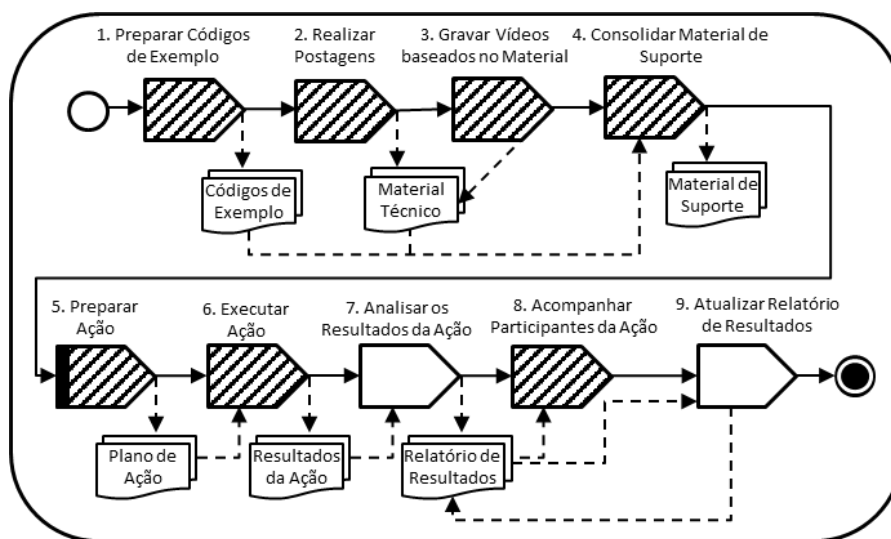 1. Preparar Códigos
de Exemplo
2. Realizar
Postagens
3. Gravar Vídeos
baseados no Material
4. Consolidar Material de
Suporte
Códigos de
Exemplo
Material
Técnico
Material de
Suporte
5. Preparar
Ação
6. Executar
Ação
7. Analisar os
Resultados da Ação
8. Acompanhar
Participantes da Ação
9. Atualizar Relatório
de Resultados
Plano de
Ação
Resultados
da Ação
Relatório de
Resultados